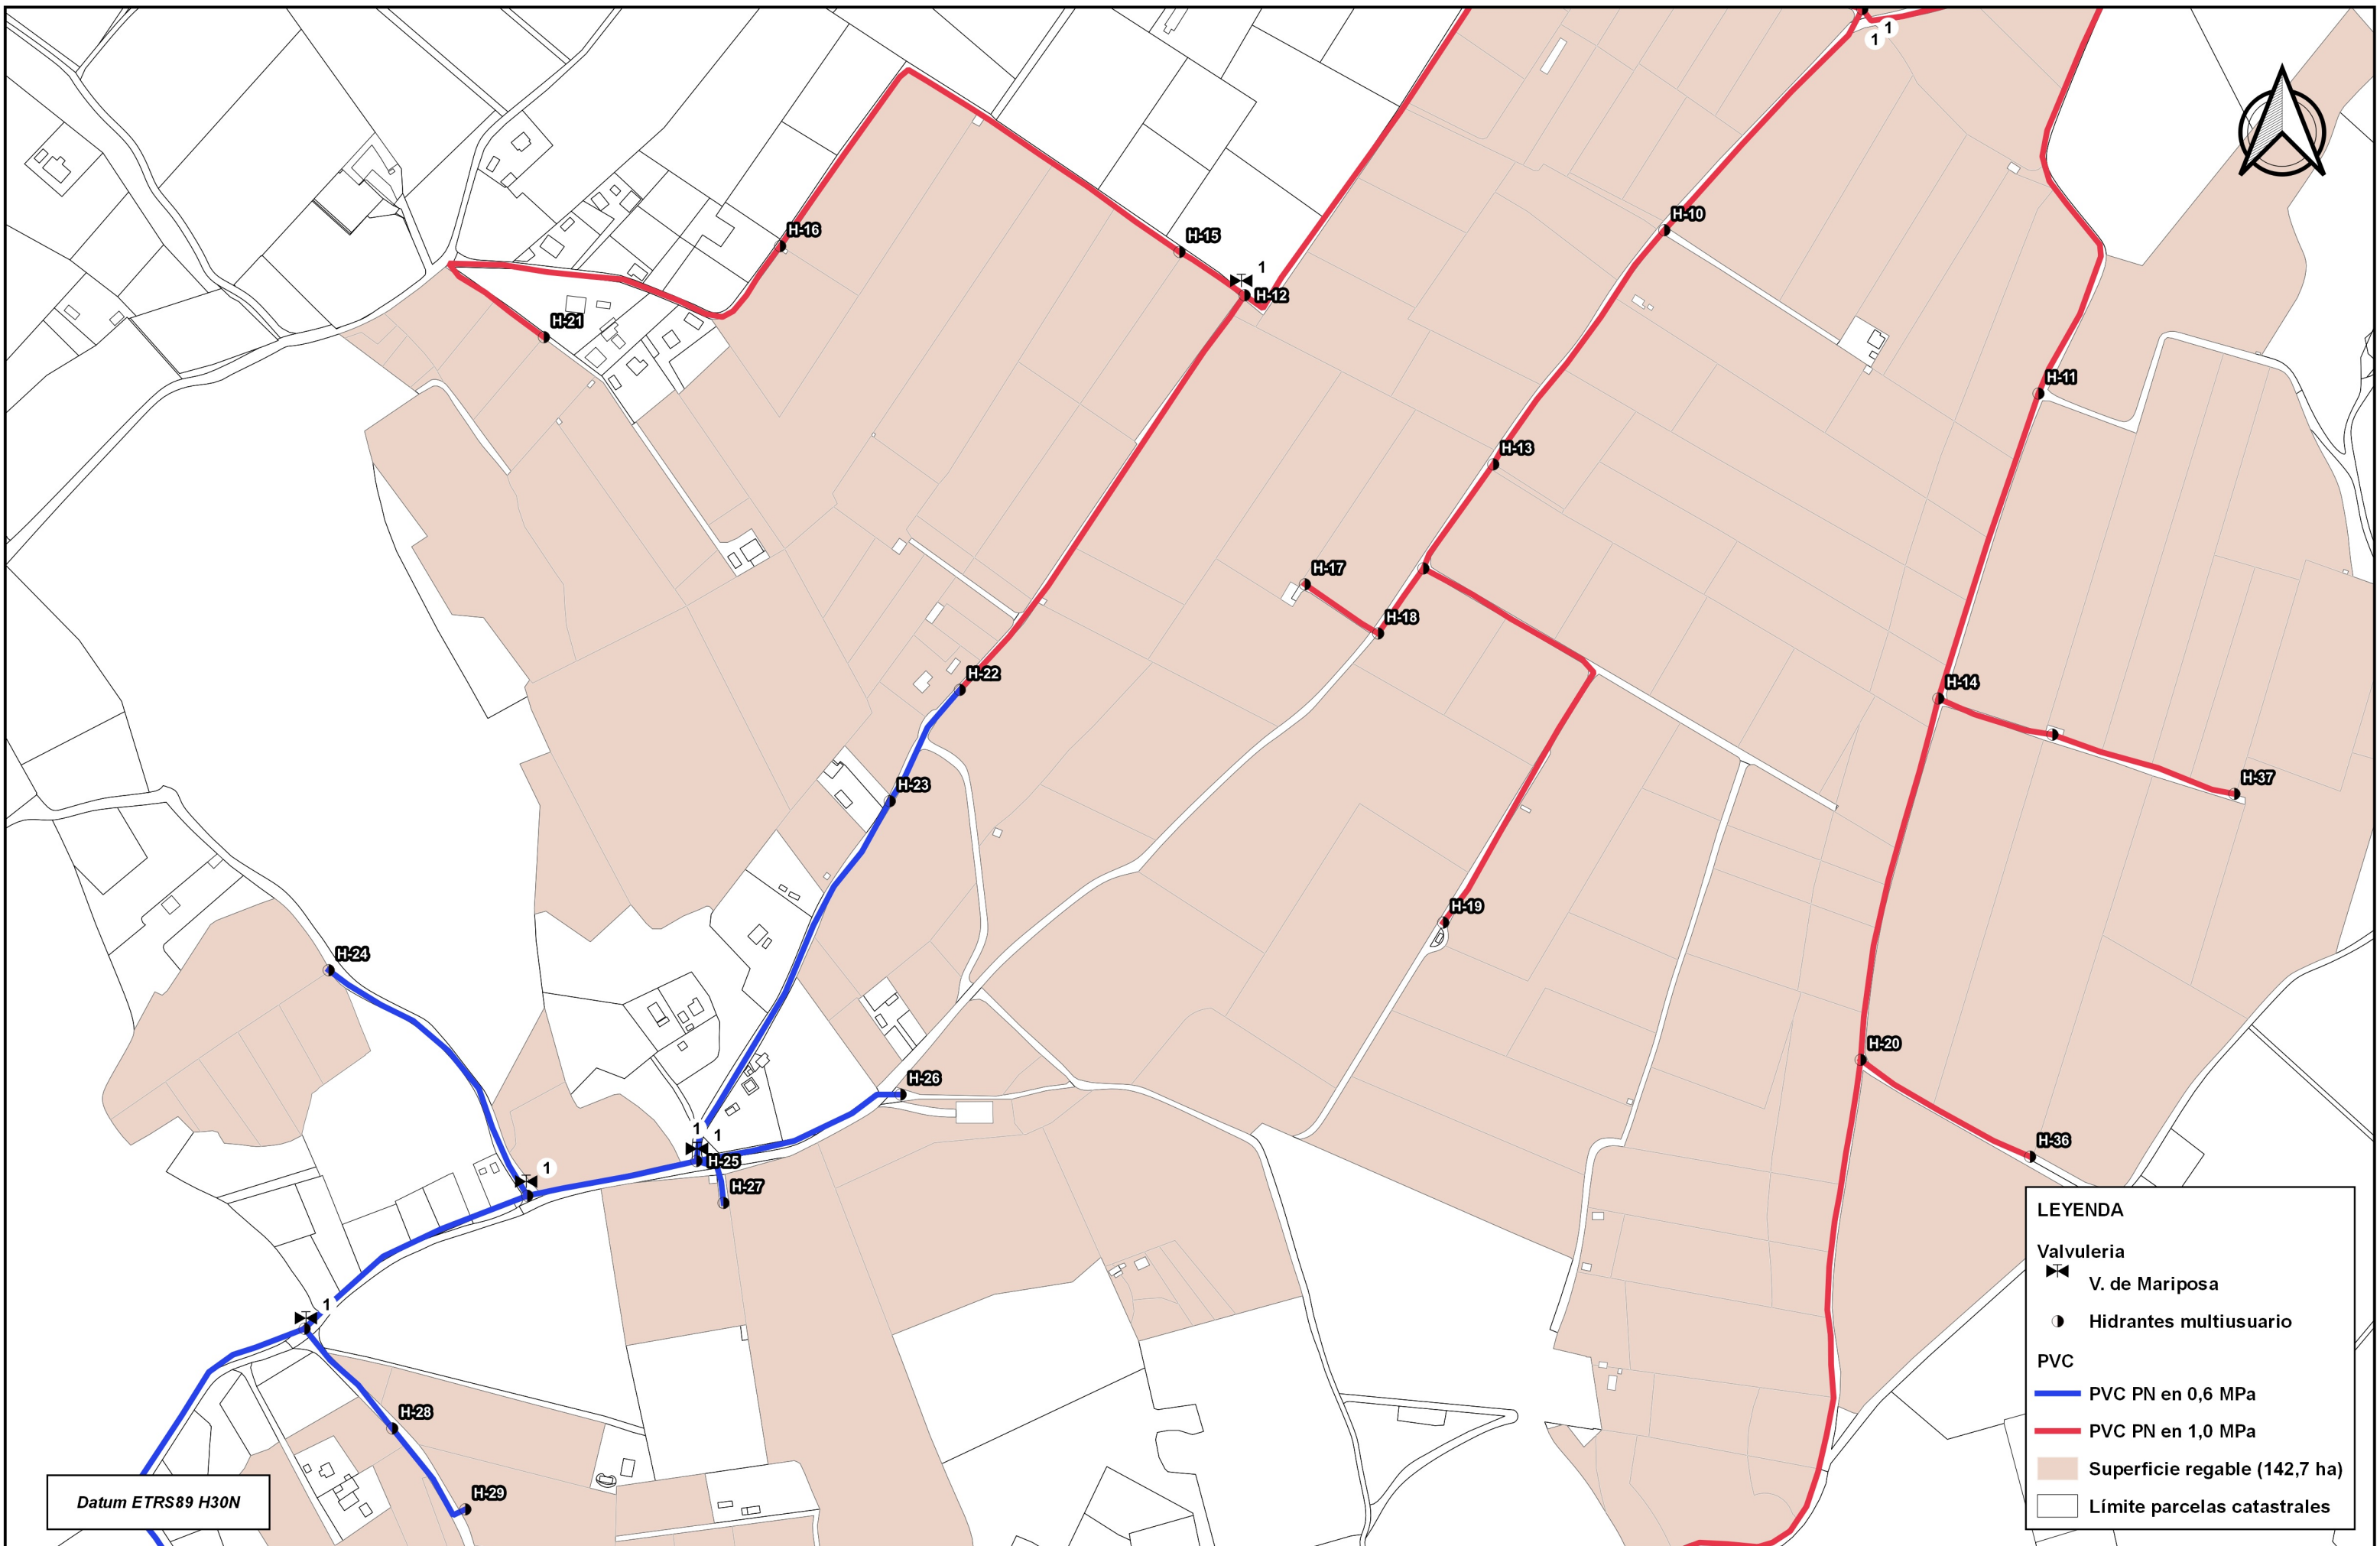 1
1
H-10
H-16
H-15
1
H-12
H-21
H-11
H-13
H-17
H-18
H-22
H-14
H-37
H-23
H-19
H-24
H-20
H-26
1
1
H-25
1
H-27
H-36
1
H-28
H-29
LEYENDA
Valvuleria
V. de Mariposa
Hidrantes multiusuario
PVC
PVC PN en 0,6 MPa
PVC PN en 1,0 MPa
Superficie regable (142,7 ha)
Límite parcelas catastrales
Datum ETRS89 H30N